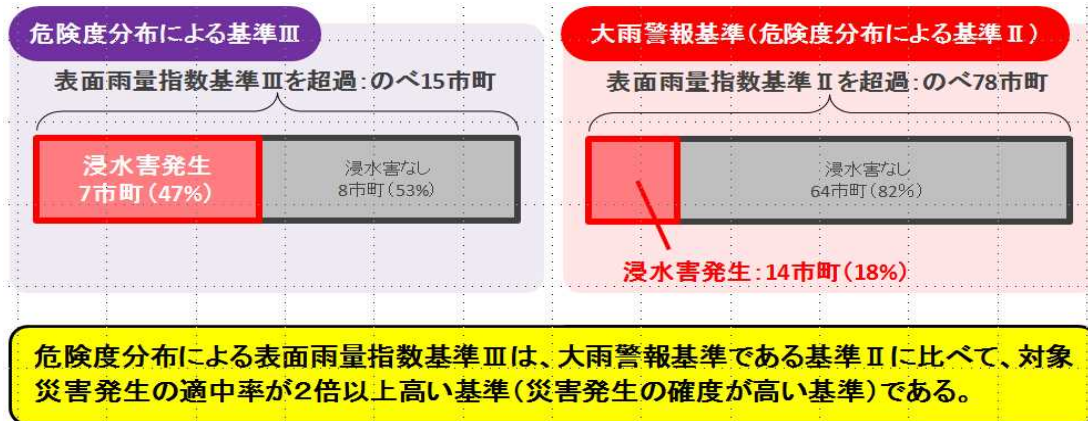 危険度分布による基準Ⅲ
表面雨量指数基準Ⅲを超過:のべ15市町
浸水害発生
7市町(47%)
浸水害なし
8市町(53%)
大雨警報基準(危険度分布による基準Ⅱ)
表面雨量指数基準Ⅱを超過:のべ78市町
浸水害なし
64市町(82%)
浸水害発生:14市町(18%)
危険度分布による表面雨量指数基準Ⅲは、大雨警報基準である基準Ⅱに比べて、対象
災害発生の適中率が2倍以上高い基準(災害発生の確度が高い基準)である。